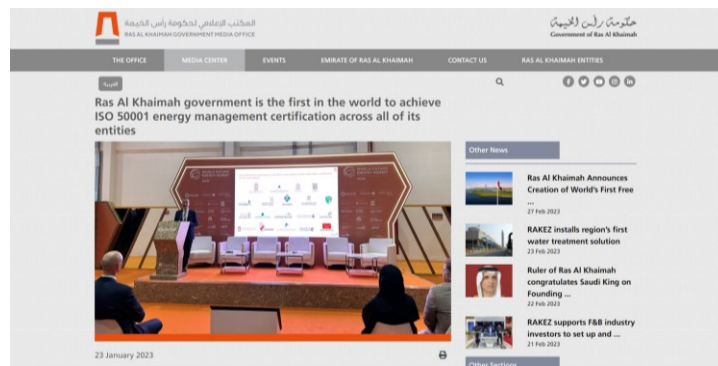 المكتب الإعلامي لحكومة رأس الخيمة
RAS AL KHAIMAH GOVERNMENT MEDIA OFFICE
حكومة رأس الخيمة
Government of Ras Al Khaimah
THE OFFICE
MEDIA CENTER
EVENTS
EMIRATE OF RAS AL KHAIMAH
CONTACT US
RAS AL KHAIMAH ENTITIES
العربية
Ras Al Khaimah government is the first in the world to achieve
ISO 50001 energy management certification across all of its
entities
23 January 2023
Other News
Ras Al Khaimah Announces
Creation of World's First Free
...
27 Feb 2023
RAKEZ installs region's first
water treatment solution
23 Feb 2023
Ruler of Ras Al Khaimah
congratulates Saudi King on
Founding ...
22 Feb 2023
RAKEZ supports F&B industry
investors to set up and ...
21 Feb 2023
Other Sections